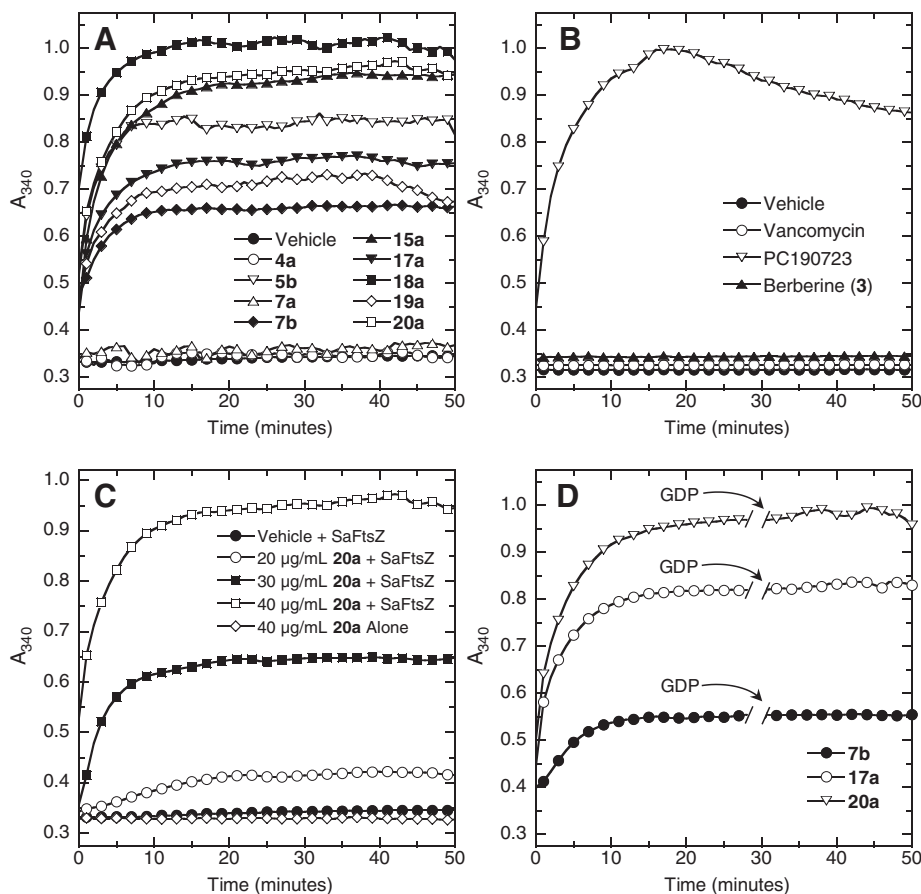 A
1.0
0.9
0.8
0.7
0.6
0.5
0.4
0.3
A340
0 10 20 30 40 50
Time (minutes)
Vehicle
4a
5b
7a
7b
15a
17a
18a
19a
20a
B
1.0
0.9
0.8
0.7
0.6
0.5
0.4
0.3
A340
0 10 20 30 40 50
Time (minutes)
Vehicle
Vancomycin
PC190723
Berberine (3)
C
1.0
0.9
0.8
0.7
0.6
0.5
0.4
0.3
A340
0 10 20 30 40 50
Time (minutes)
Vehicle + SaFtsZ
20 µg/mL 20a + SaFtsZ
30 µg/mL 20a + SaFtsZ
40 µg/mL 20a + SaFtsZ
40 µg/mL 20a Alone
D
1.0
0.9
0.8
0.7
0.6
0.5
0.4
0.3
A340
0 10 20 30 40 50
Time (minutes)
GDP
GDP
GDP
7b
17a
20a